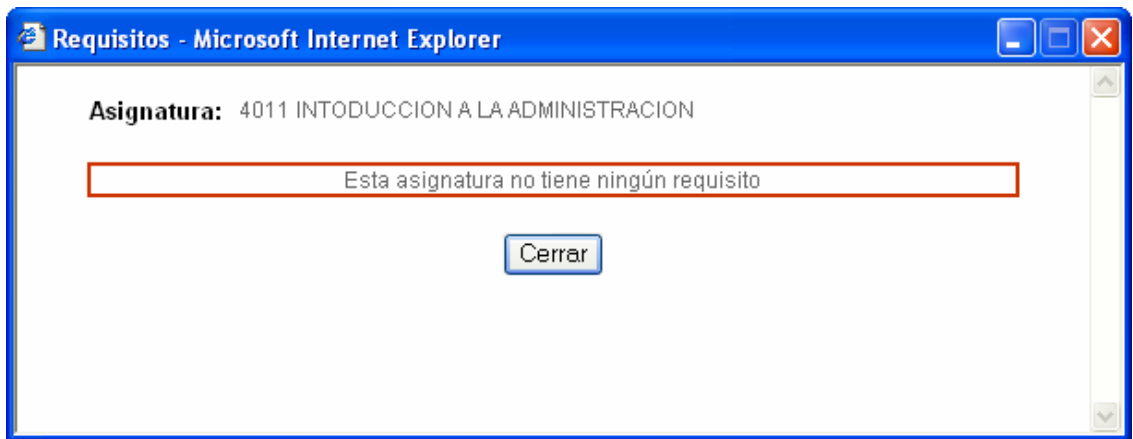 Requisitos - Microsoft Internet Explorer
Asignatura: 4011 INTODUCCION A LA ADMINISTRACION
Esta asignatura no tiene ningún requisito
Cerrar